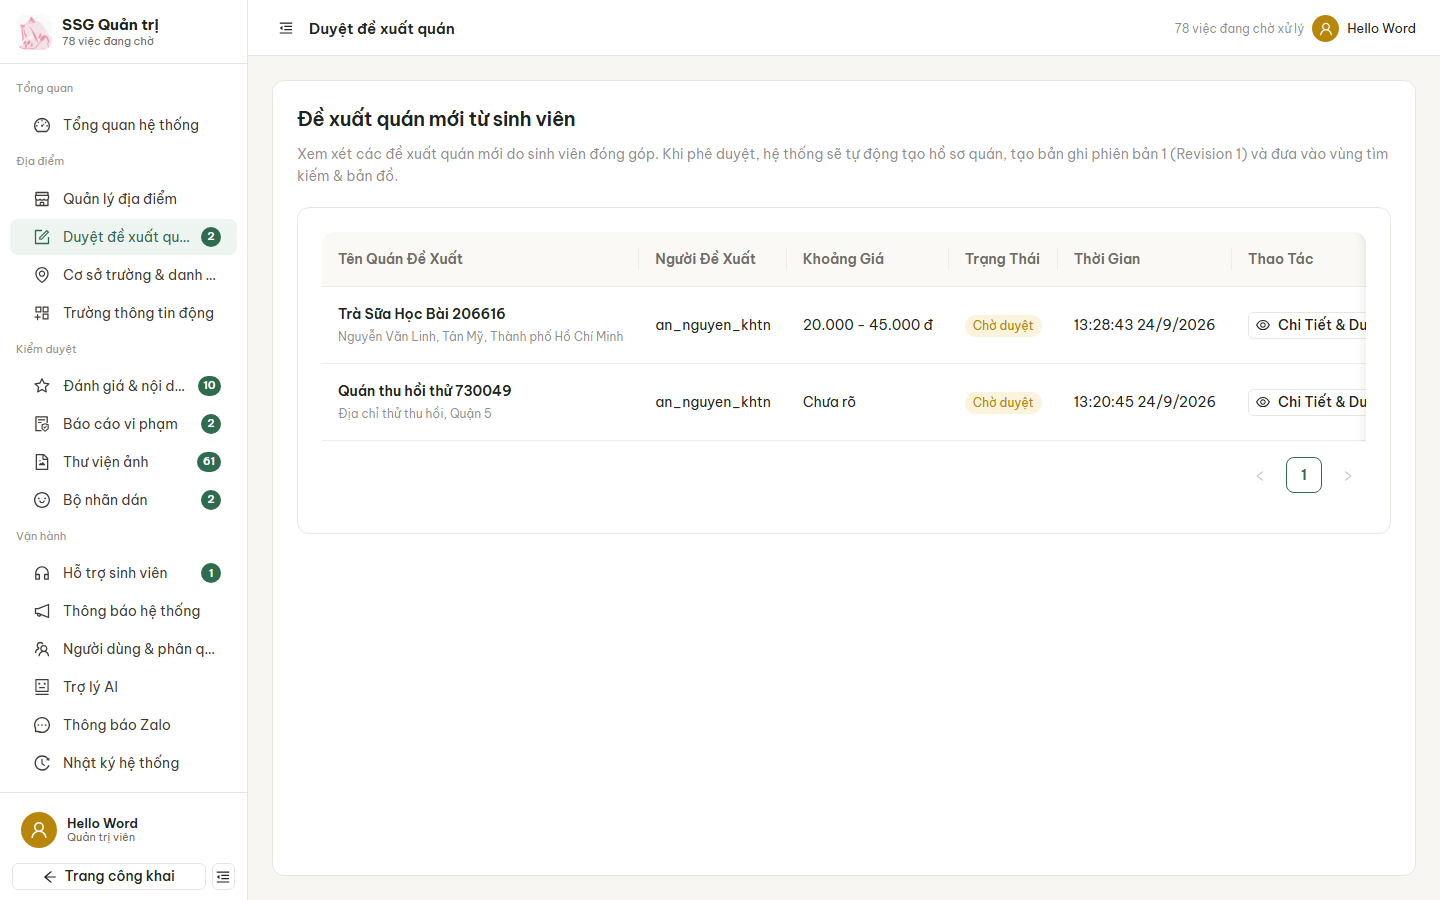 SSG Quản trị
78 việc đang chờ
Tổng quan
Tổng quan hệ thống
Địa điểm
Quản lý địa điểm
Duyệt đề xuất qu... 2
Cơ sở trường & danh ...
Trường thông tin động
Kiểm duyệt
Đánh giá & nội d... 10
Báo cáo vi phạm 2
Thư viện ảnh 61
Bộ nhãn dán 2
Vận hành
Hỗ trợ sinh viên 1
Thông báo hệ thống
Người dùng & phân q...
Trợ lý AI
Thông báo Zalo
Nhật ký hệ thống
Hello Word
Quản trị viên
Trang công khai
Duyệt đề xuất quán
78 việc đang chờ xử lý Hello Word
Đề xuất quán mới từ sinh viên
Xem xét các đề xuất quán mới do sinh viên đóng góp. Khi phê duyệt, hệ thống sẽ tự động tạo hồ sơ quán, tạo bản ghi phiên bản 1 (Revision 1) và đưa vào vùng tìm
kiếm & bản đồ.
Tên Quán Đề Xuất Người Đề Xuất Khoảng Giá Trạng Thái Thời Gian Thao Tác
Trà Sữa Học Bài 206616
Nguyễn Văn Linh, Tân Mỹ, Thành phố Hồ Chí Minh
an_nguyen_khtn 20.000 - 45.000 đ Chờ duyệt 13:28:43 24/9/2026 Chi Tiết & Du
Quán thu hồi thử 730049
Địa chỉ thử thu hồi, Quận 5
an_nguyen_khtn Chưa rõ Chờ duyệt 13:20:45 24/9/2026 Chi Tiết & Du
1